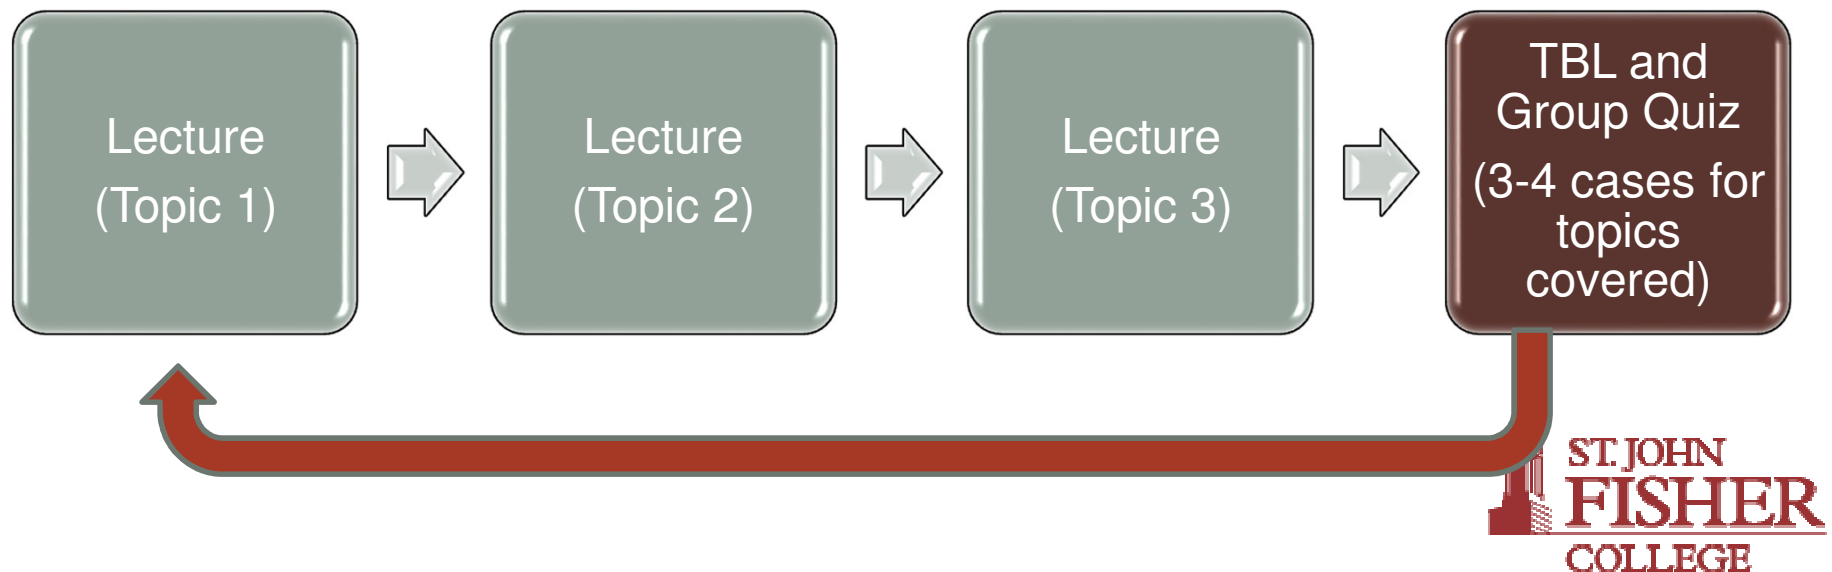 Lecture
(Topic 1)
Lecture
(Topic 2)
Lecture
(Topic 3)
TBL and
Group Quiz
(3-4 cases for
topics
covered)
ST. JOHN
FISHER
COLLEGE